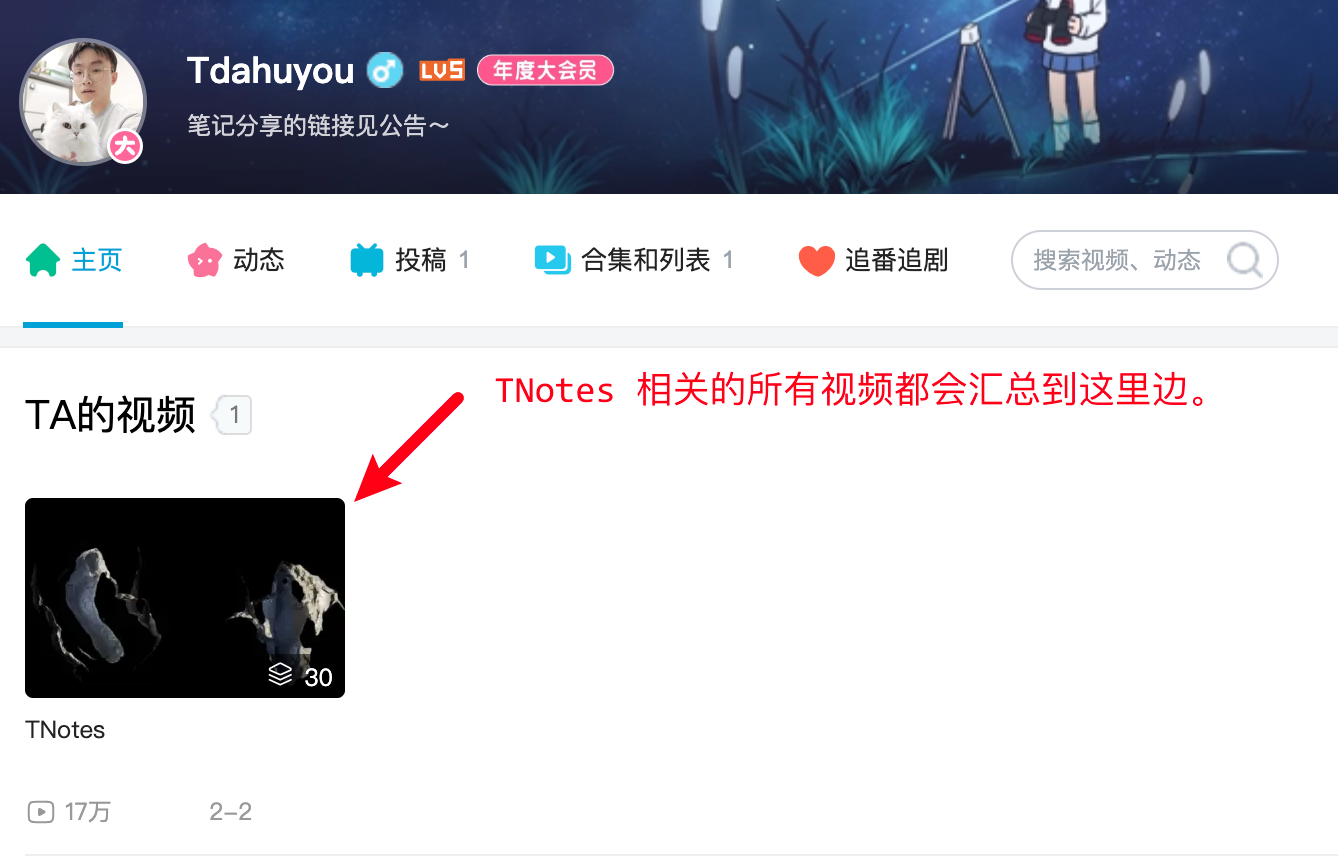 Tdahuyou LV5 年度大会员
笔记分享的链接见公告～
大
主页 动态 投稿 1 合集和列表 1 追番追剧 搜索视频、动态
TNotes 相关的所有视频都会汇总到这里边。
TA的视频 1
30
TNotes
17万 2-2